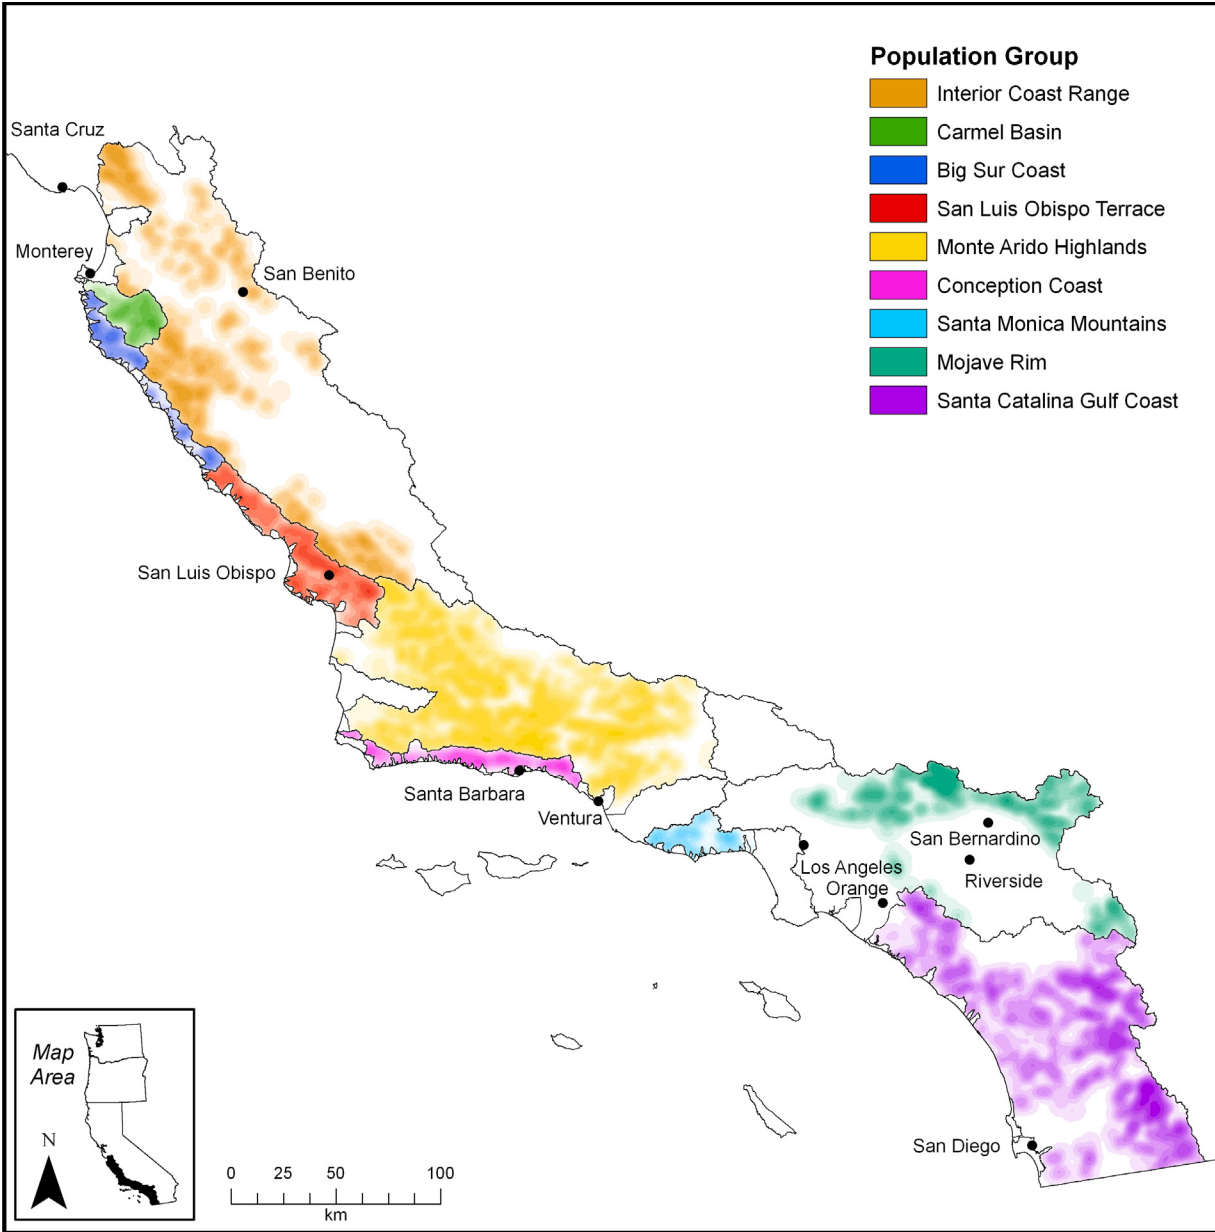 Population Group
Interior Coast Range
Carmel Basin
Big Sur Coast
San Luis Obispo Terrace
Monte Arido Highlands
Conception Coast
Santa Monica Mountains
Mojave Rim
Santa Catalina Gulf Coast
Santa Cruz
Monterey
San Benito
San Luis Obispo
Santa Barbara
Ventura
San Bernardino
Los Angeles
Riverside
Orange
San Diego
Map
Area
N
0 25 50 100
km